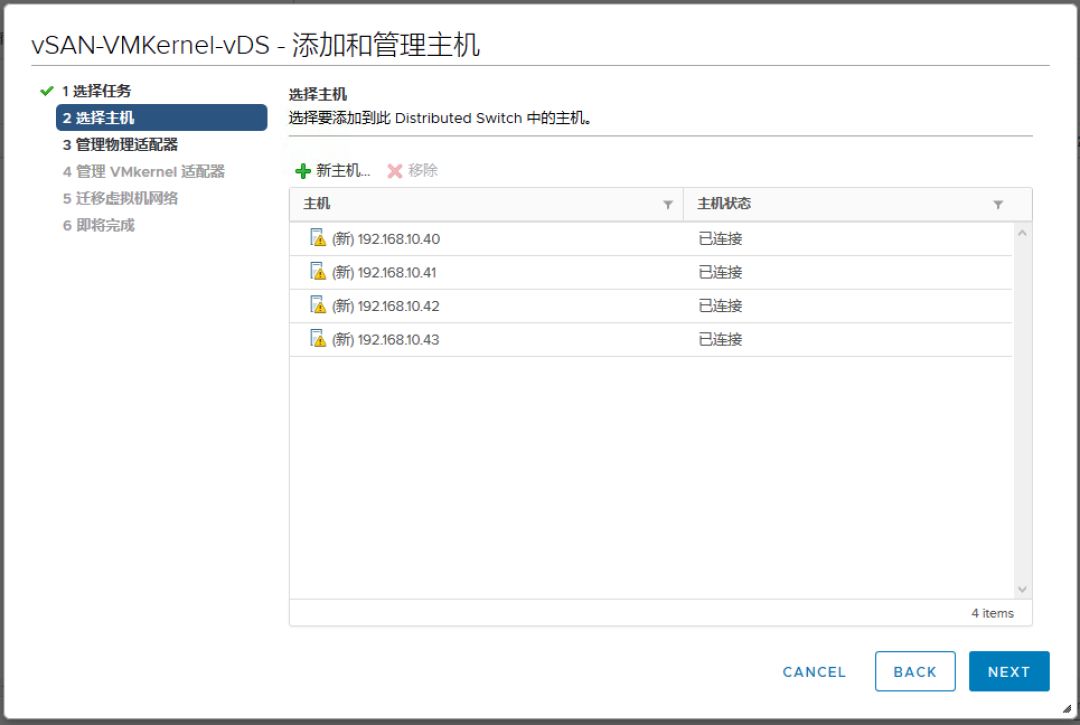 vSAN-VMKernel-vDS - 添加和管理主机
1 选择任务
2 选择主机
3 管理物理适配器
4 管理 VMkernel 适配器
5 迁移虚拟机网络
6 即将完成
选择主机
选择要添加到此 Distributed Switch 中的主机。
新主机... 移除
主机 主机状态
(新) 192.168.10.40 已连接
(新) 192.168.10.41 已连接
(新) 192.168.10.42 已连接
(新) 192.168.10.43 已连接
4 items
CANCEL BACK NEXT